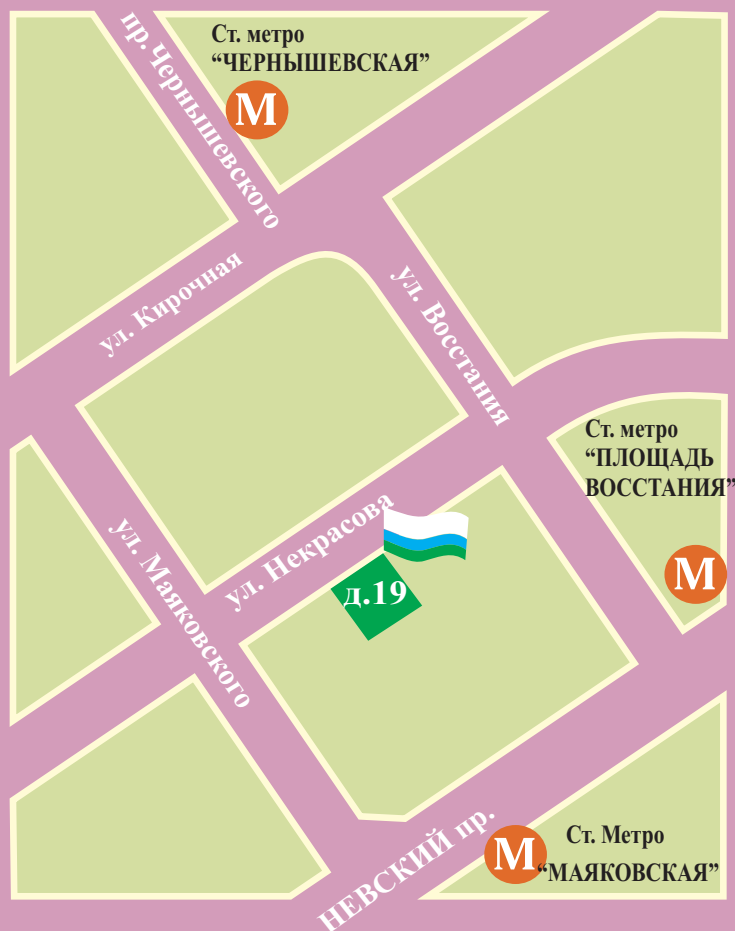 пр. Чернышевского
Ст. метро
“ЧЕРНЫШЕВСКАЯ”
М
ул. Кирочная
ул. Восстания
Ст. метро
“ПЛОЩАДЬ
ВОССТАНИЯ”
М
ул. Некрасова
д.19
ул. Маяковского
НЕВСКИЙ пр.
М
Ст. Метро
“МАЯКОВСКАЯ”